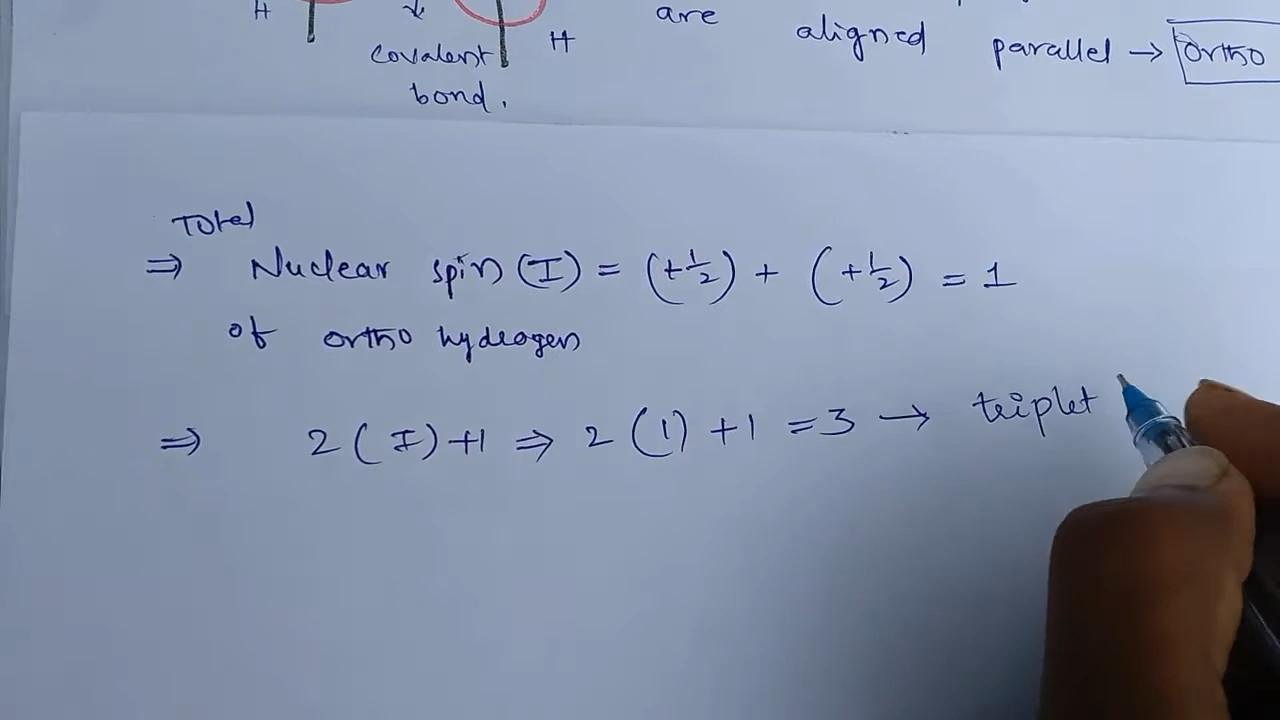 H covalent bond. H
are aligned parallel → Ortho
Total
⇒ Nuclear spin (I) = (+1/2) + (+1/2) = 1
of ortho hydrogen
⇒ 2(I)+1 ⇒ 2(1)+1 =3 → triplet